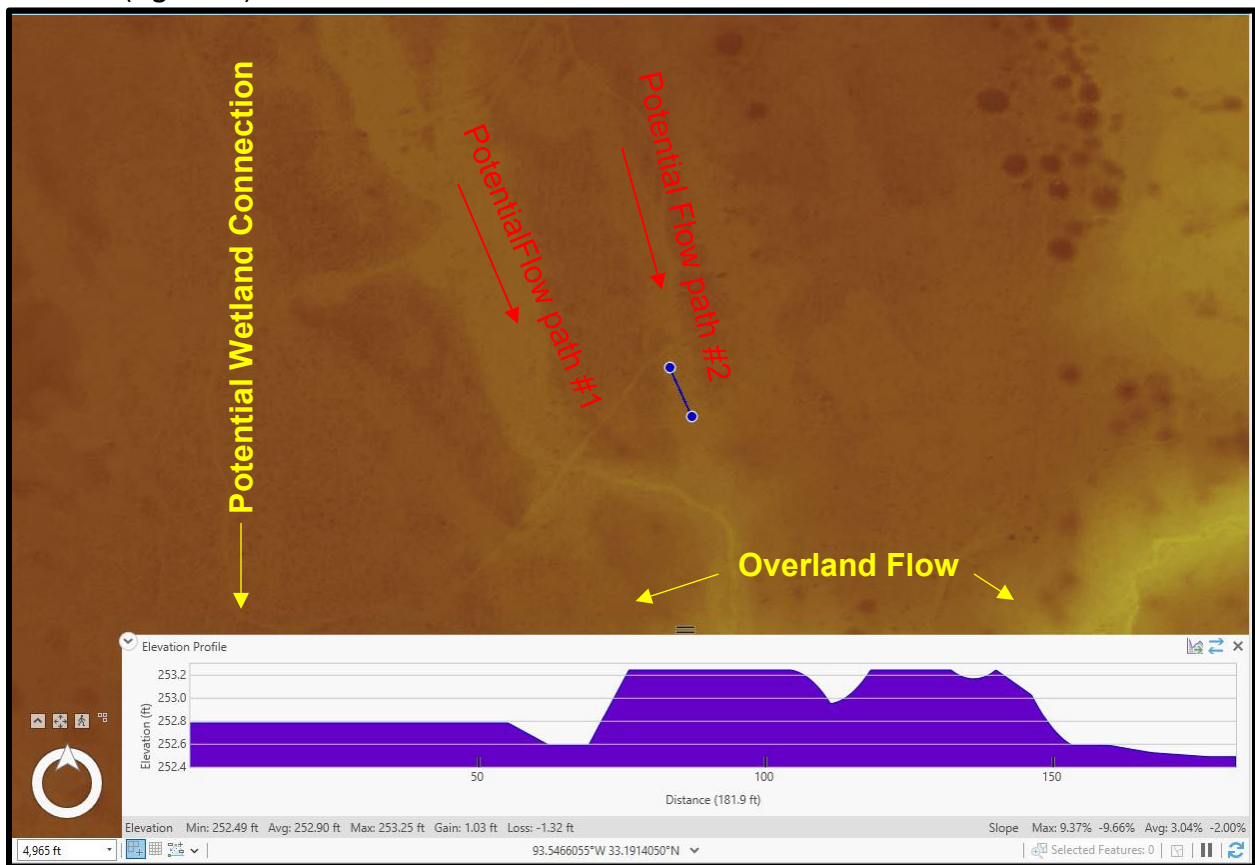 Potential Wetland Connection
PotentialFlow path #1
Potential Flow path #2
Overland Flow
Elevation Profile
Elevation (ft)
253.2
253.0
252.8
252.6
252.4
50
100
150
Distance (181.9 ft)
Elevation Min: 252.49 ft Avg: 252.90 ft Max: 253.25 ft Gain: 1.03 ft Loss: -1.32 ft
Slope Max: 9.37% -9.66% Avg: 3.04% -2.00%
4,965 ft
93.5466055°W 33.1914050°N
Selected Features: 0